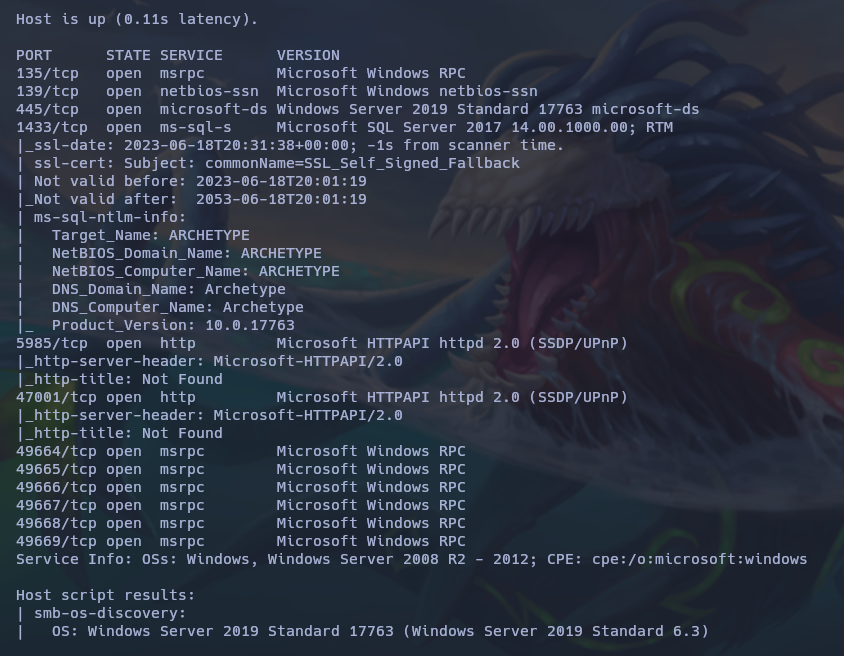 Host is up (0.11s latency).
PORT      STATE SERVICE      VERSION
135/tcp   open  msrpc        Microsoft Windows RPC
139/tcp   open  netbios-ssn  Microsoft Windows netbios-ssn
445/tcp   open  microsoft-ds Windows Server 2019 Standard 17763 microsoft-ds
1433/tcp  open  ms-sql-s     Microsoft SQL Server 2017 14.00.1000.00; RTM
|_ssl-date: 2023-06-18T20:31:38+00:00; -1s from scanner time.
| ssl-cert: Subject: commonName=SSL_Self_Signed_Fallback
| Not valid before: 2023-06-18T20:01:19
|_Not valid after:  2053-06-18T20:01:19
| ms-sql-ntlm-info:
|   Target_Name: ARCHETYPE
|   NetBIOS_Domain_Name: ARCHETYPE
|   NetBIOS_Computer_Name: ARCHETYPE
|   DNS_Domain_Name: Archetype
|   DNS_Computer_Name: Archetype
|_  Product_Version: 10.0.17763
5985/tcp  open  http         Microsoft HTTPAPI httpd 2.0 (SSDP/UPnP)
|_http-server-header: Microsoft-HTTPAPI/2.0
|_http-title: Not Found
47001/tcp open  http         Microsoft HTTPAPI httpd 2.0 (SSDP/UPnP)
|_http-server-header: Microsoft-HTTPAPI/2.0
|_http-title: Not Found
49664/tcp open  msrpc        Microsoft Windows RPC
49665/tcp open  msrpc        Microsoft Windows RPC
49666/tcp open  msrpc        Microsoft Windows RPC
49667/tcp open  msrpc        Microsoft Windows RPC
49668/tcp open  msrpc        Microsoft Windows RPC
49669/tcp open  msrpc        Microsoft Windows RPC
Service Info: OSs: Windows, Windows Server 2008 R2 - 2012; CPE: cpe:/o:microsoft:windows
Host script results:
| smb-os-discovery:
|   OS: Windows Server 2019 Standard 17763 (Windows Server 2019 Standard 6.3)